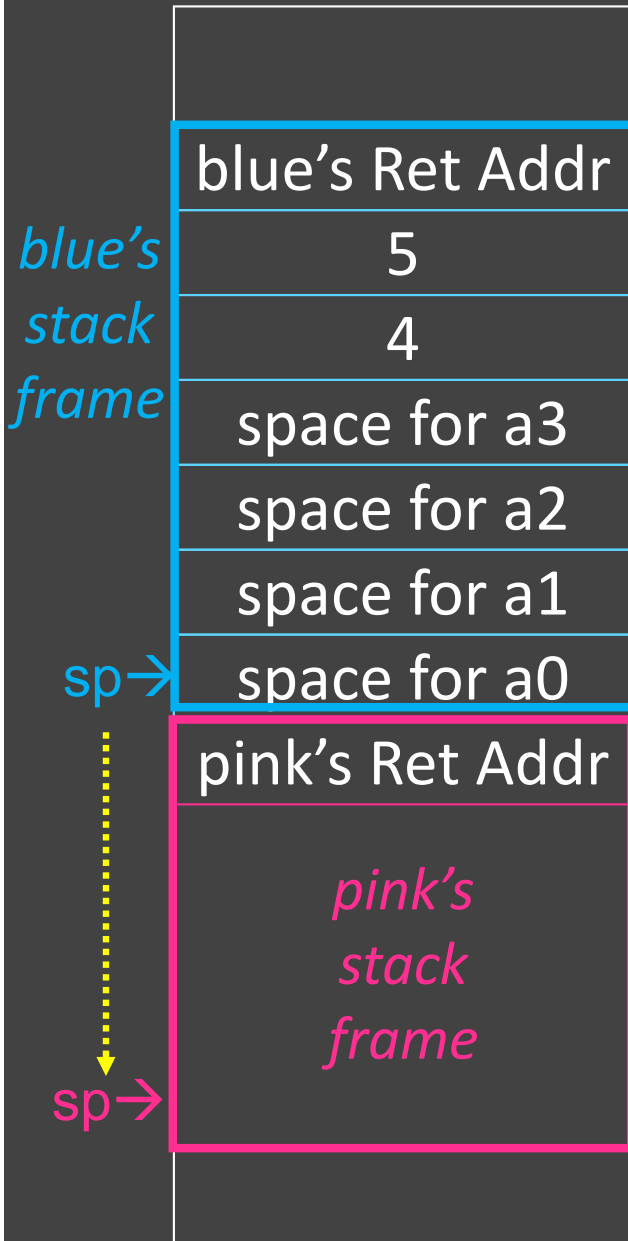 blue's Ret Addr
blue's
stack
frame
5
4
space for a3
space for a2
space for a1
sp→
space for a0
pink's Ret Addr
pink's
stack
frame
sp→